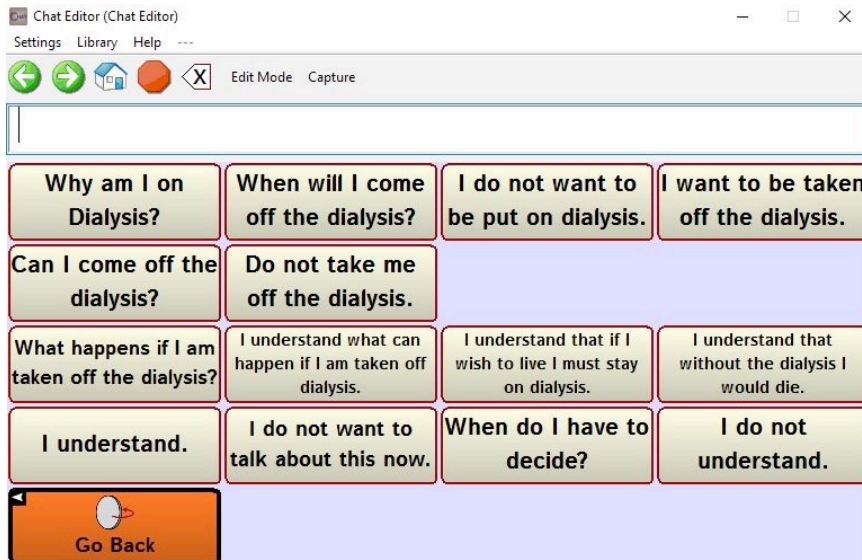 Chat Editor (Chat Editor)
Settings Library Help ---
X Edit Mode Capture
Why am I on
Dialysis?
When will I come
off the dialysis?
I do not want to
be put on dialysis.
I want to be taken
off the dialysis.
Can I come off the
dialysis?
Do not take me
off the dialysis.
What happens if I am
taken off the dialysis?
I understand what can
happen if I am taken off
dialysis.
I understand that if I
wish to live I must stay
on dialysis.
I understand that
without the dialysis I
would die.
I understand.
I do not want to
talk about this now.
When do I have to
decide?
I do not
understand.
Go Back